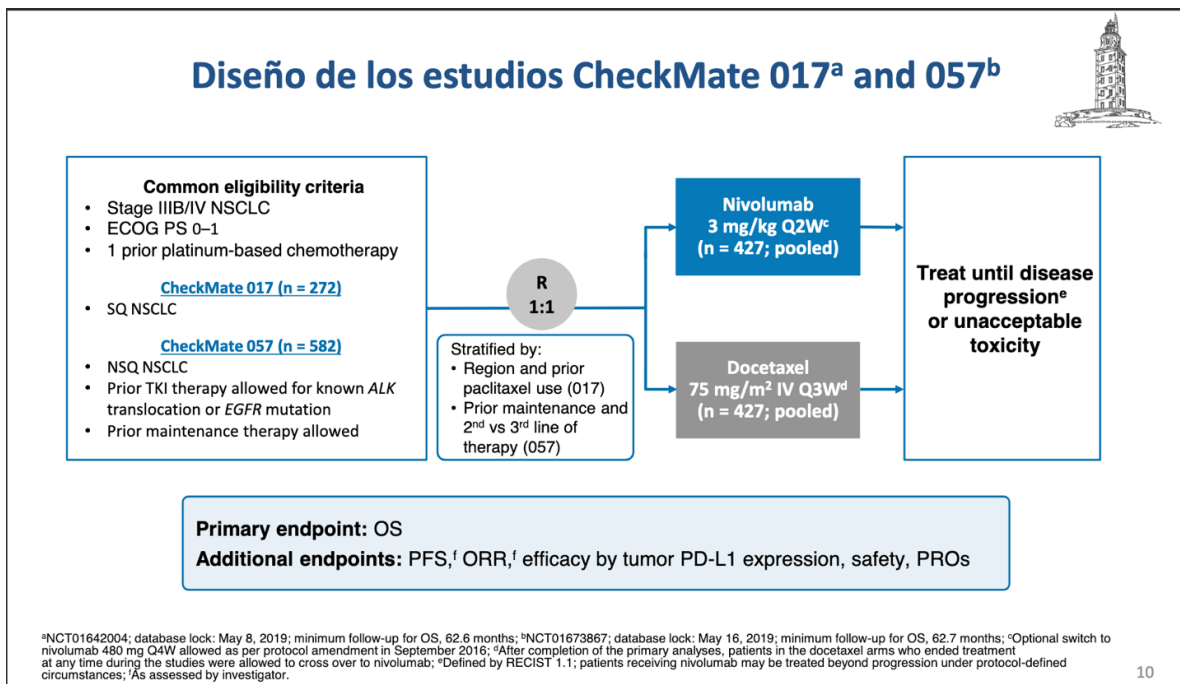 Diseño de los estudios CheckMate 017ᵃ and 057ᵇ
Common eligibility criteria
• Stage IIIB/IV NSCLC
• ECOG PS 0–1
• 1 prior platinum-based chemotherapy
CheckMate 017 (n = 272)
• SQ NSCLC
CheckMate 057 (n = 582)
• NSQ NSCLC
• Prior TKI therapy allowed for known ALK
translocation or EGFR mutation
• Prior maintenance therapy allowed
R
1:1
Stratified by:
• Region and prior
paclitaxel use (017)
• Prior maintenance and
2ⁿᵈ vs 3ʳᵈ line of
therapy (057)
Nivolumab
3 mg/kg Q2Wᶜ
(n = 427; pooled)
Docetaxel
75 mg/m² IV Q3Wᵈ
(n = 427; pooled)
Treat until disease
progressionᵉ
or unacceptable
toxicity
Primary endpoint: OS
Additional endpoints: PFS,ᶠ ORR,ᶠ efficacy by tumor PD-L1 expression, safety, PROs
ᵃNCT01642004; database lock: May 8, 2019; minimum follow-up for OS, 62.6 months; ᵇNCT01673867; database lock: May 16, 2019; minimum follow-up for OS, 62.7 months; ᶜOptional switch to
nivolumab 480 mg Q4W allowed as per protocol amendment in September 2016; ᵈAfter completion of the primary analyses, patients in the docetaxel arms who ended treatment
at any time during the studies were allowed to cross over to nivolumab; ᵉDefined by RECIST 1.1; patients receiving nivolumab may be treated beyond progression under protocol-defined
circumstances; ᶠAs assessed by investigator.
10